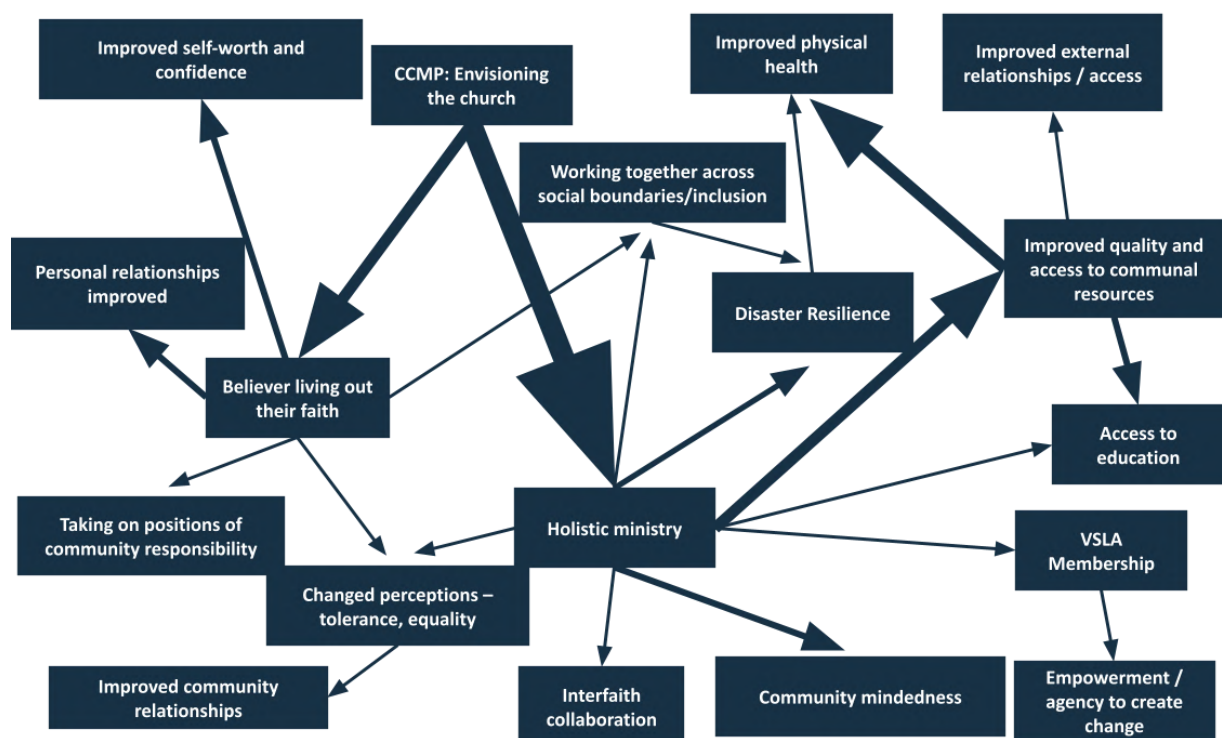 Improved self-worth and
confidence
CCMP: Envisioning
the church
Improved physical
health
Improved external
relationships / access
Working together across
social boundaries/inclusion
Personal relationships
improved
Improved quality and
access to communal
resources
Disaster Resilience
Believer living out
their faith
Access to
education
Taking on positions of
community responsibility
Holistic ministry
VSLA
Membership
Changed perceptions –
tolerance, equality
Improved community
relationships
Interfaith
collaboration
Community mindedness
Empowerment /
agency to create
change